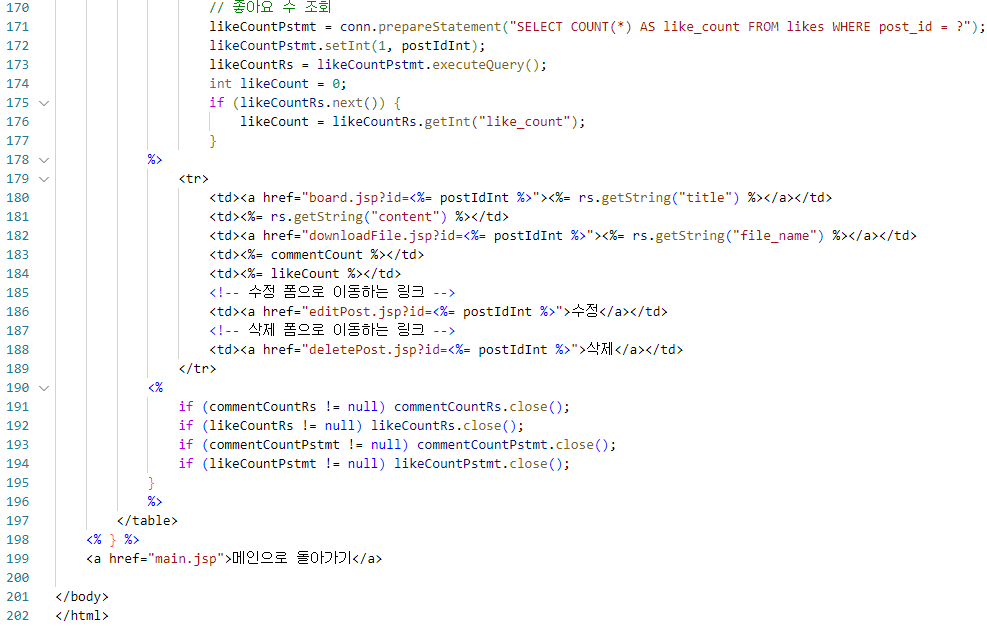 170 // 좋아요 수 조회
171 likeCountPstmt = conn.prepareStatement("SELECT COUNT(*) AS like_count FROM likes WHERE post_id = ?");
172 likeCountPstmt.setInt(1, postIdInt);
173 likeCountRs = likeCountPstmt.executeQuery();
174 int likeCount = 0;
175 if (likeCountRs.next()) {
176 likeCount = likeCountRs.getInt("like_count");
177 }
178 %>
179 <tr>
180 <td><a href="board.jsp?id=<%= postIdInt %>"><%= rs.getString("title") %></a></td>
181 <td><%= rs.getString("content") %></td>
182 <td><a href="downloadFile.jsp?id=<%= postIdInt %>"><%= rs.getString("file_name") %></a></td>
183 <td><%= commentCount %></td>
184 <td><%= likeCount %></td>
185 <!-- 수정 폼으로 이동하는 링크 -->
186 <td><a href="editPost.jsp?id=<%= postIdInt %>">수정</a></td>
187 <!-- 삭제 폼으로 이동하는 링크 -->
188 <td><a href="deletePost.jsp?id=<%= postIdInt %>">삭제</a></td>
189 </tr>
190 <%
191 if (commentCountRs != null) commentCountRs.close();
192 if (likeCountRs != null) likeCountRs.close();
193 if (commentCountPstmt != null) commentCountPstmt.close();
194 if (likeCountPstmt != null) likeCountPstmt.close();
195 }
196 %>
197 </table>
198 <% } %>
199 <a href="main.jsp">메인으로 돌아가기</a>
200
201 </body>
202 </html>